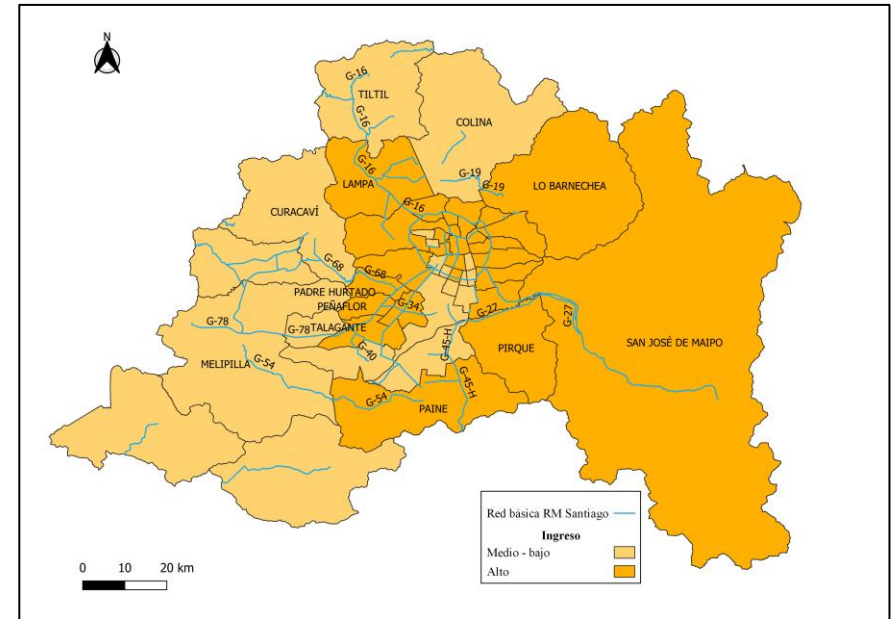 N
G-16
TILTIL
G-16
COLINA
G-16
LAMPA
G-19
G-19
LO BARNECHEA
G-16
CURACAVÍ
G-68
G-68
PADRE HURTADO
PEÑAFLOR
G-34
G-27
G-27
G-78
G-78
TALAGANTE
G-40
G-45-H
PIRQUE
SAN JOSÉ DE MAIPO
MELIPILLA
G-54
G-45-H
G-54
PAINE
Red básica RM Santiago
Ingreso
Medio - bajo
Alto
0 10 20 km